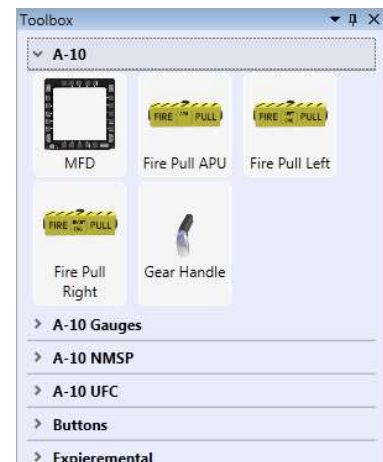 Toolbox
A-10
FIRE PULL
FIRE PULL
MFD
Fire Pull APU
Fire Pull Left
FIRE PULL
Fire Pull
Right
Gear Handle
A-10 Gauges
A-10 NMSP
A-10 UFC
Buttons
Expieremental